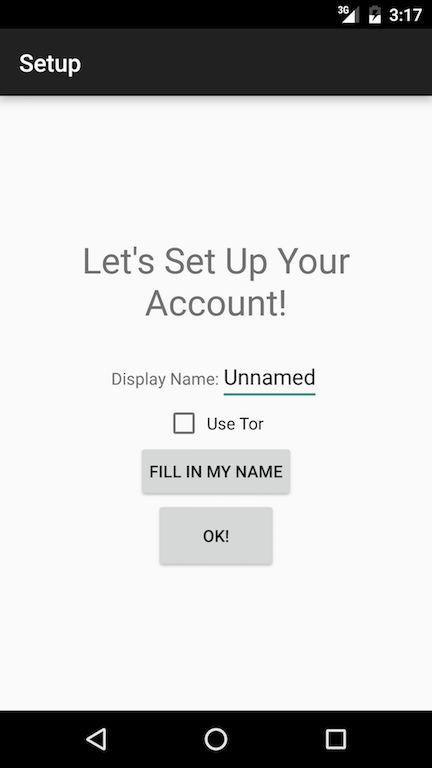 3G 3:17
Setup
Let's Set Up Your
Account!
Display Name: Unnamed
Use Tor
FILL IN MY NAME
OK!